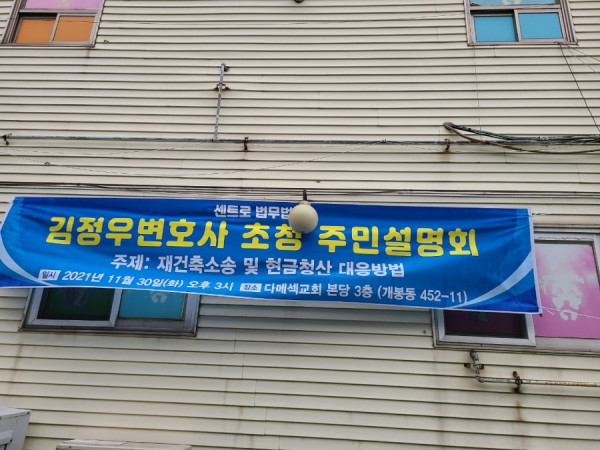 센트로 법무법
김정우변호사 초청 주민설명회
주제: 재건축소송 및 현금청산 대응방법
일시 2021년 11월 30일(화) 오후 3시 장소 다메섹교회 본당 3층 (개봉동 452-11)